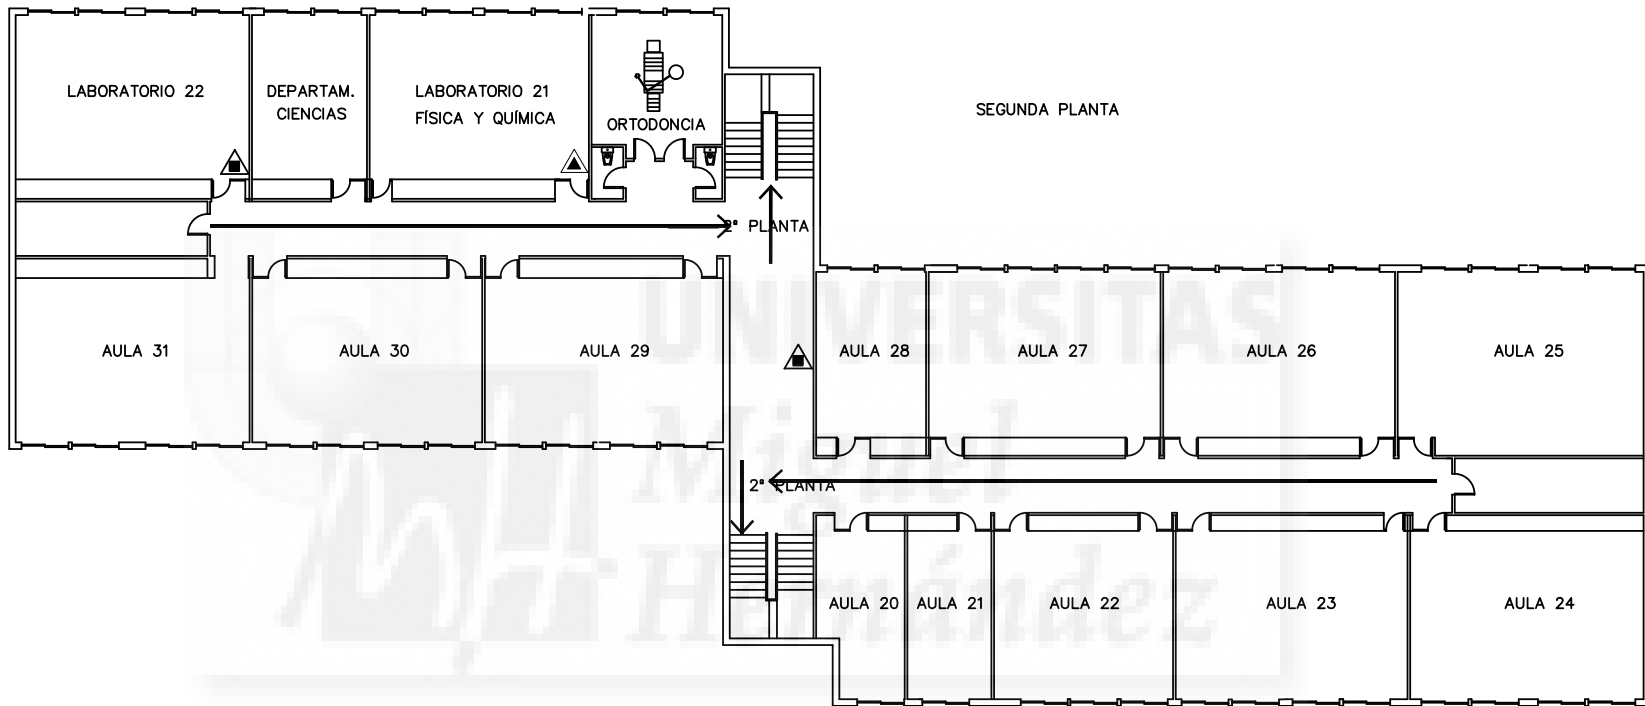 LABORATORIO 22
DEPARTAM.
CIENCIAS
LABORATORIO 21
FÍSICA Y QUÍMICA
ORTODONCIA
SEGUNDA PLANTA
2ª PLANTA
AULA 31
AULA 30
AULA 29
AULA 28
AULA 27
AULA 26
AULA 25
2ª PLANTA
AULA 20
AULA 21
AULA 22
AULA 23
AULA 24
UNIVERSITAS
Miguel
Hernández